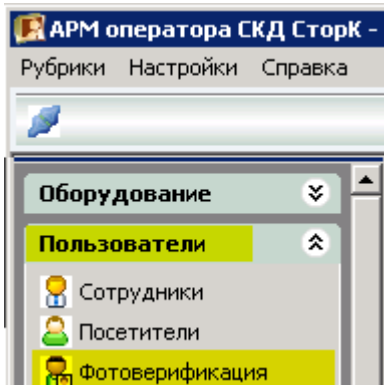 АРМ оператора СКД СторК -
Рубрики Настройки Справка
Оборудование
Пользователи
Сотрудники
Посетители
Фотоверификация